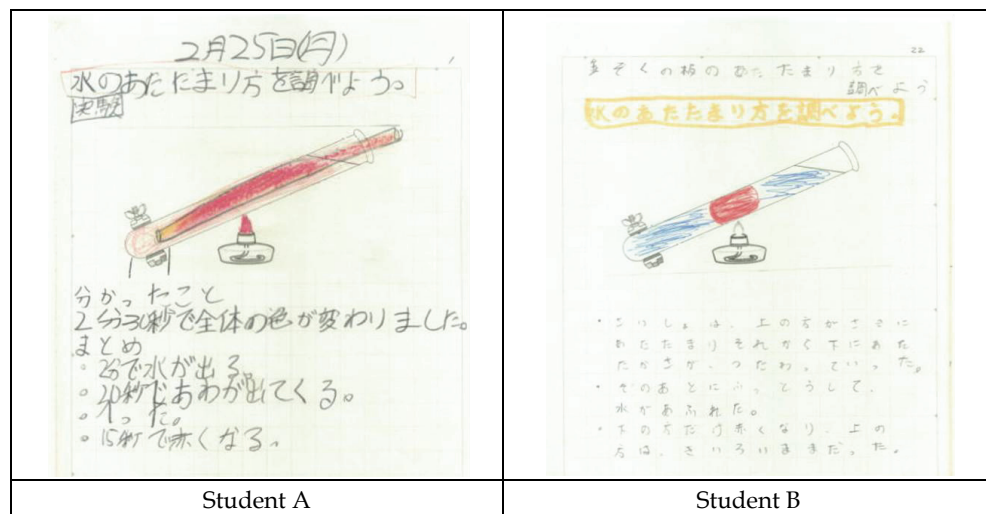 2月25日(月)
水のあたたまり方を調べよう。
実験
分かったこと
2分30秒で全体の色が変わりました。
まとめ
・2分で水が出る。
・20秒であわが出てくる。
った。
・15秒で赤くなる。
Student A
22
板のあたたまり方を
調べよう
水のあたたまり方を調べよう。
・さいしょは、上の方がさきに
あたたまりそれがく下にあた
たかさが、つたわっていった。
・そのあとにふっとうして、
水があふれた。
・下の方だけ赤くなり、上の
方は、きいろいままだった。
Student B